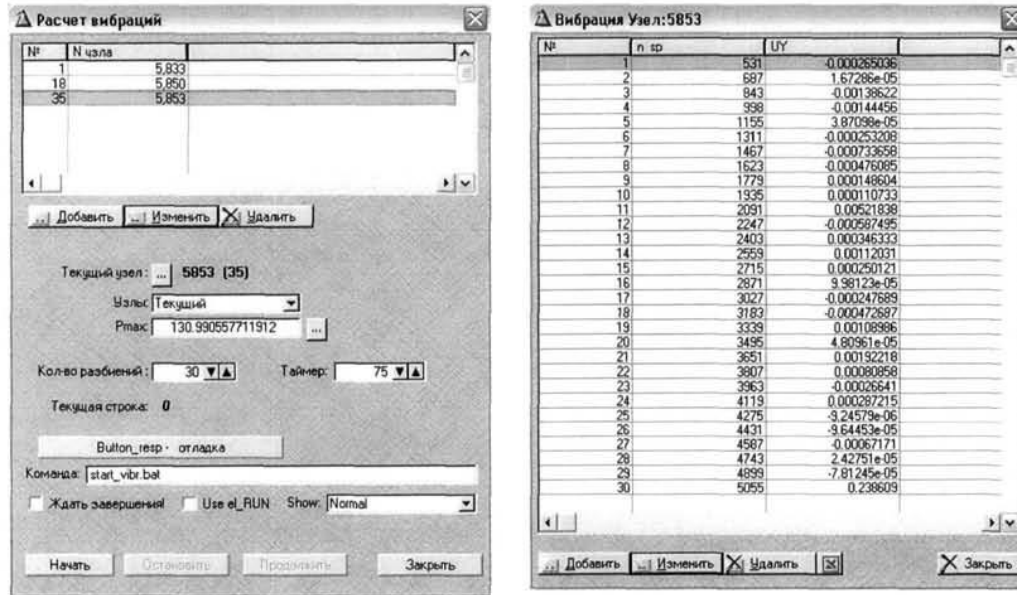 Расчет вибраций
№ N узла
1 5,833
18 5,850
35 5,853
Добавить Изменить Удалить
Текущий узел: ... 5853 (35)
Узлы: Текущий
Pmax: 130.990557711912 ...
Кол-во разбиений: 30 Таймер: 75
Текущая строка: 0
Button_resp - отладка
Команда: start_vibr.bat
Ждать завершения! Use el_RUN Show: Normal
Начать Остановить Продолжить Закрыть
Вибрация Узел:5853
№ n_sp UY
1 531 -0.000265036
2 687 1.67286e-05
3 843 -0.00138622
4 998 -0.00144456
5 1155 3.87098e-05
6 1311 -0.000253208
7 1467 -0.000733658
8 1623 -0.000476085
9 1779 0.000148604
10 1935 0.000110733
11 2091 0.00521838
12 2247 -0.000587495
13 2403 0.000346333
14 2559 0.00112031
15 2715 0.000250121
16 2871 9.98123e-05
17 3027 -0.000247689
18 3183 -0.000472687
19 3339 0.00108986
20 3495 4.80961e-05
21 3651 0.00192218
22 3807 0.00080858
23 3963 -0.00026641
24 4119 0.000287215
25 4275 -9.24579e-06
26 4431 -9.64453e-05
27 4587 -0.00067171
28 4743 2.42751e-05
29 4899 -7.81245e-05
30 5055 0.238609
Добавить Изменить Удалить Закрыть